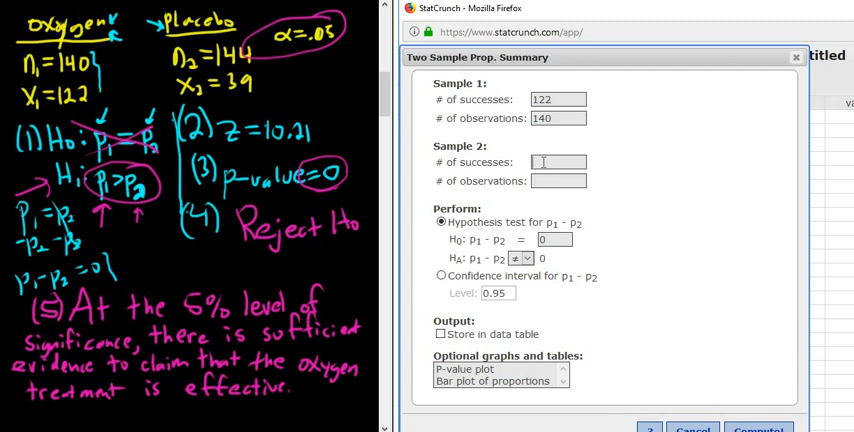 oxygen placebo
α=.05
n₁=140 n₂=144
x₁=122 x₂=39
(1) H₀: p₁=p₂ (2) Z=10.21
H₁: p₁>p₂ (3) p-value=0
p₁=p₂ (4) Reject Ho
-p₂ -p₂
p₁-p₂=0
(5) At the 5% level of
significance, there is sufficient
evidence to claim that the oxygen
treatment is effective.
StatCrunch - Mozilla Firefox
https://www.statcrunch.com/app/
titled
Two Sample Prop. Summary
va
Sample 1:
# of successes: 122
# of observations: 140
Sample 2:
# of successes:
# of observations:
Perform:
Hypothesis test for p₁ - p₂
H₀: p₁ - p₂ = 0
Hₐ: p₁ - p₂ ≠ 0
Confidence interval for p₁ - p₂
Level: 0.95
Output:
Store in data table
Optional graphs and tables:
P-value plot
Bar plot of proportions
? Cancel Compute!